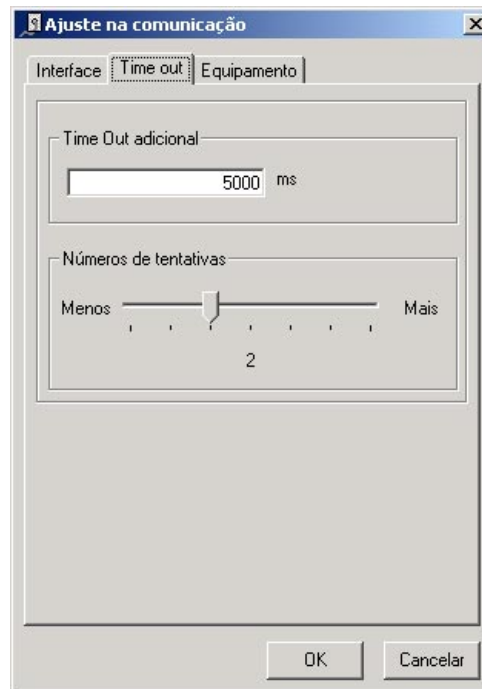 Ajuste na comunicação
Interface Time out Equipamento
Time Out adicional
5000 ms
Números de tentativas
Menos Mais
2
OK Cancelar